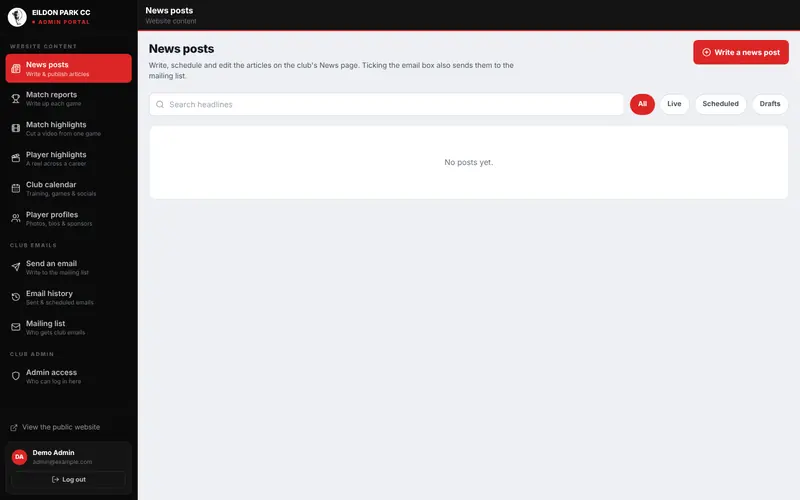 EILDON PARK CC
ADMIN PORTAL
WEBSITE CONTENT
News posts
Write & publish articles
Match reports
Write up each game
Match highlights
Cut a video from one game
Player highlights
A reel across a career
Club calendar
Training, games & socials
Player profiles
Photos, bios & sponsors
CLUB EMAILS
Send an email
Write to the mailing list
Email history
Sent & scheduled emails
Mailing list
Who gets club emails
CLUB ADMIN
Admin access
Who can log in here
View the public website
DA
Demo Admin
admin@example.com
Log out
News posts
Website content
News posts
Write, schedule and edit the articles on the club's News page. Ticking the email box also sends them to the
mailing list.
Write a news post
Search headlines
All
Live
Scheduled
Drafts
No posts yet.